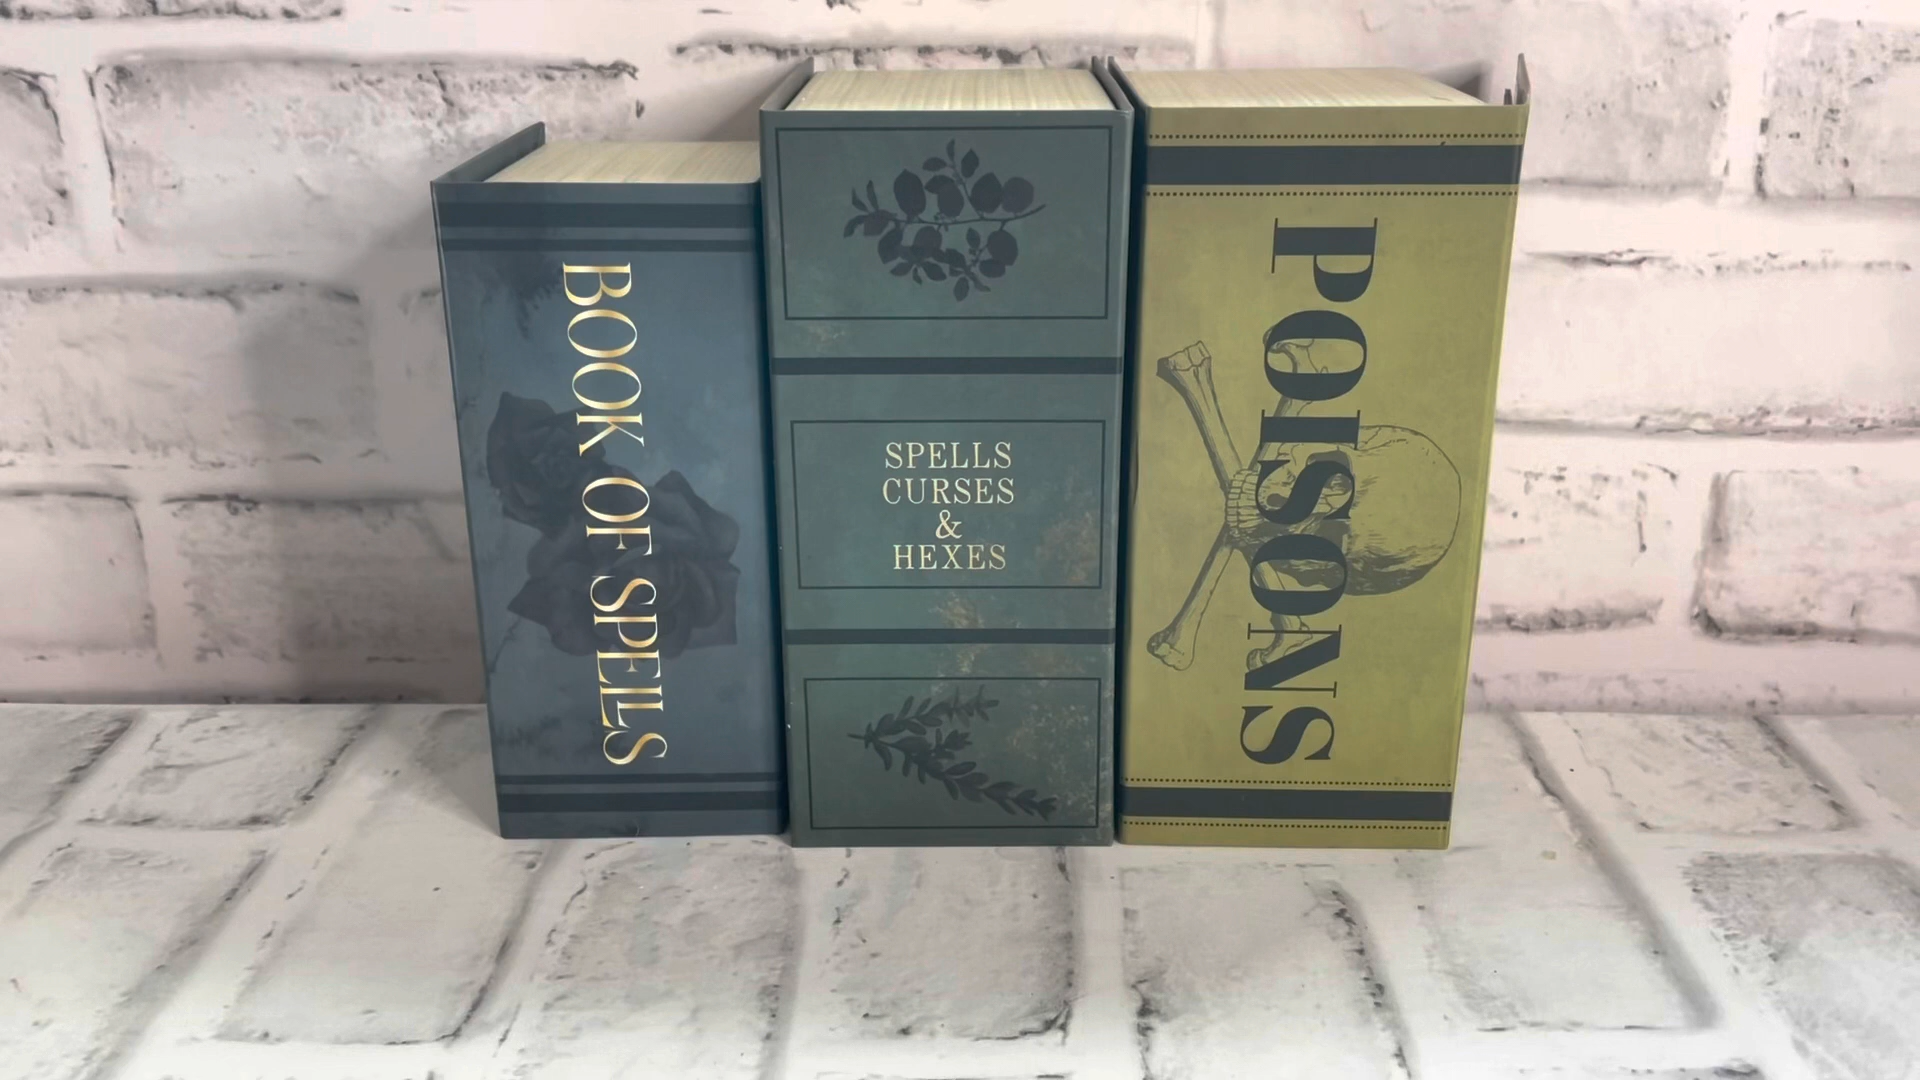 BOOK OF SPELLS
SPELLS
CURSES
&
HEXES
POISONS